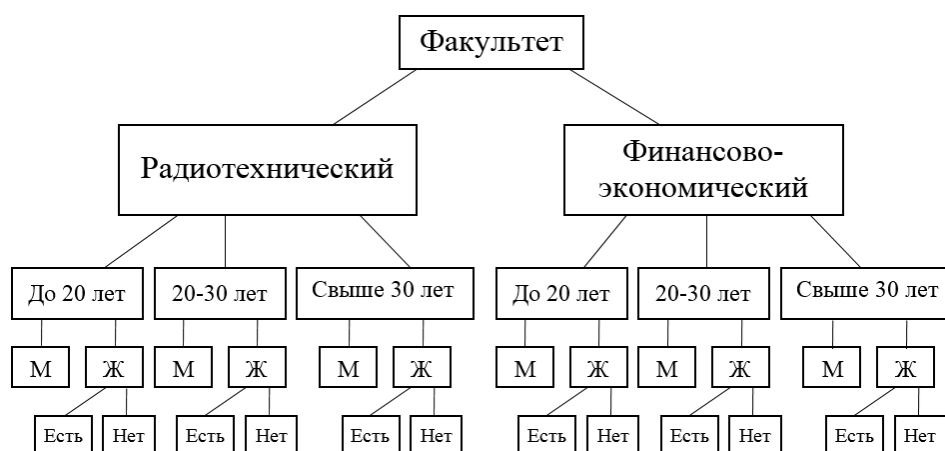 Факультет
Радиотехнический
Финансово-
экономический
До 20 лет
20-30 лет
Свыше 30 лет
До 20 лет
20-30 лет
Свыше 30 лет
М
Ж
М
Ж
М
Ж
М
Ж
М
Ж
М
Ж
Есть
Нет
Есть
Нет
Есть
Нет
Есть
Нет
Есть
Нет
Есть
Нет